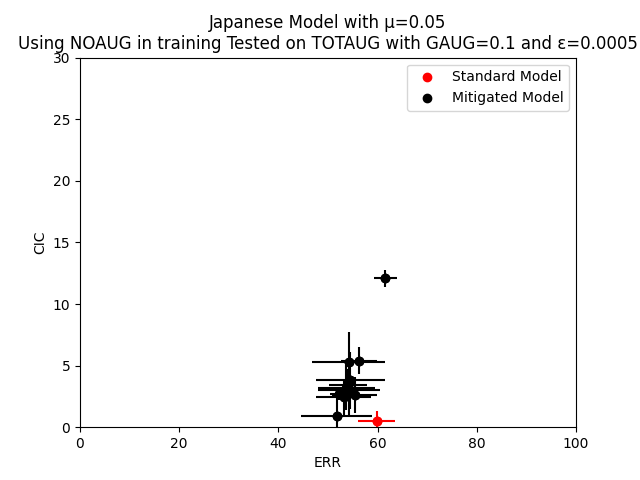 Japanese Model with μ=0.05
Using NOAUG in training Tested on TOTAUG with GAUG=0.1 and ε=0.0005
30
25
20
15
10
5
0
CIC
Standard Model
Mitigated Model
0 20 40 60 80 100
ERR